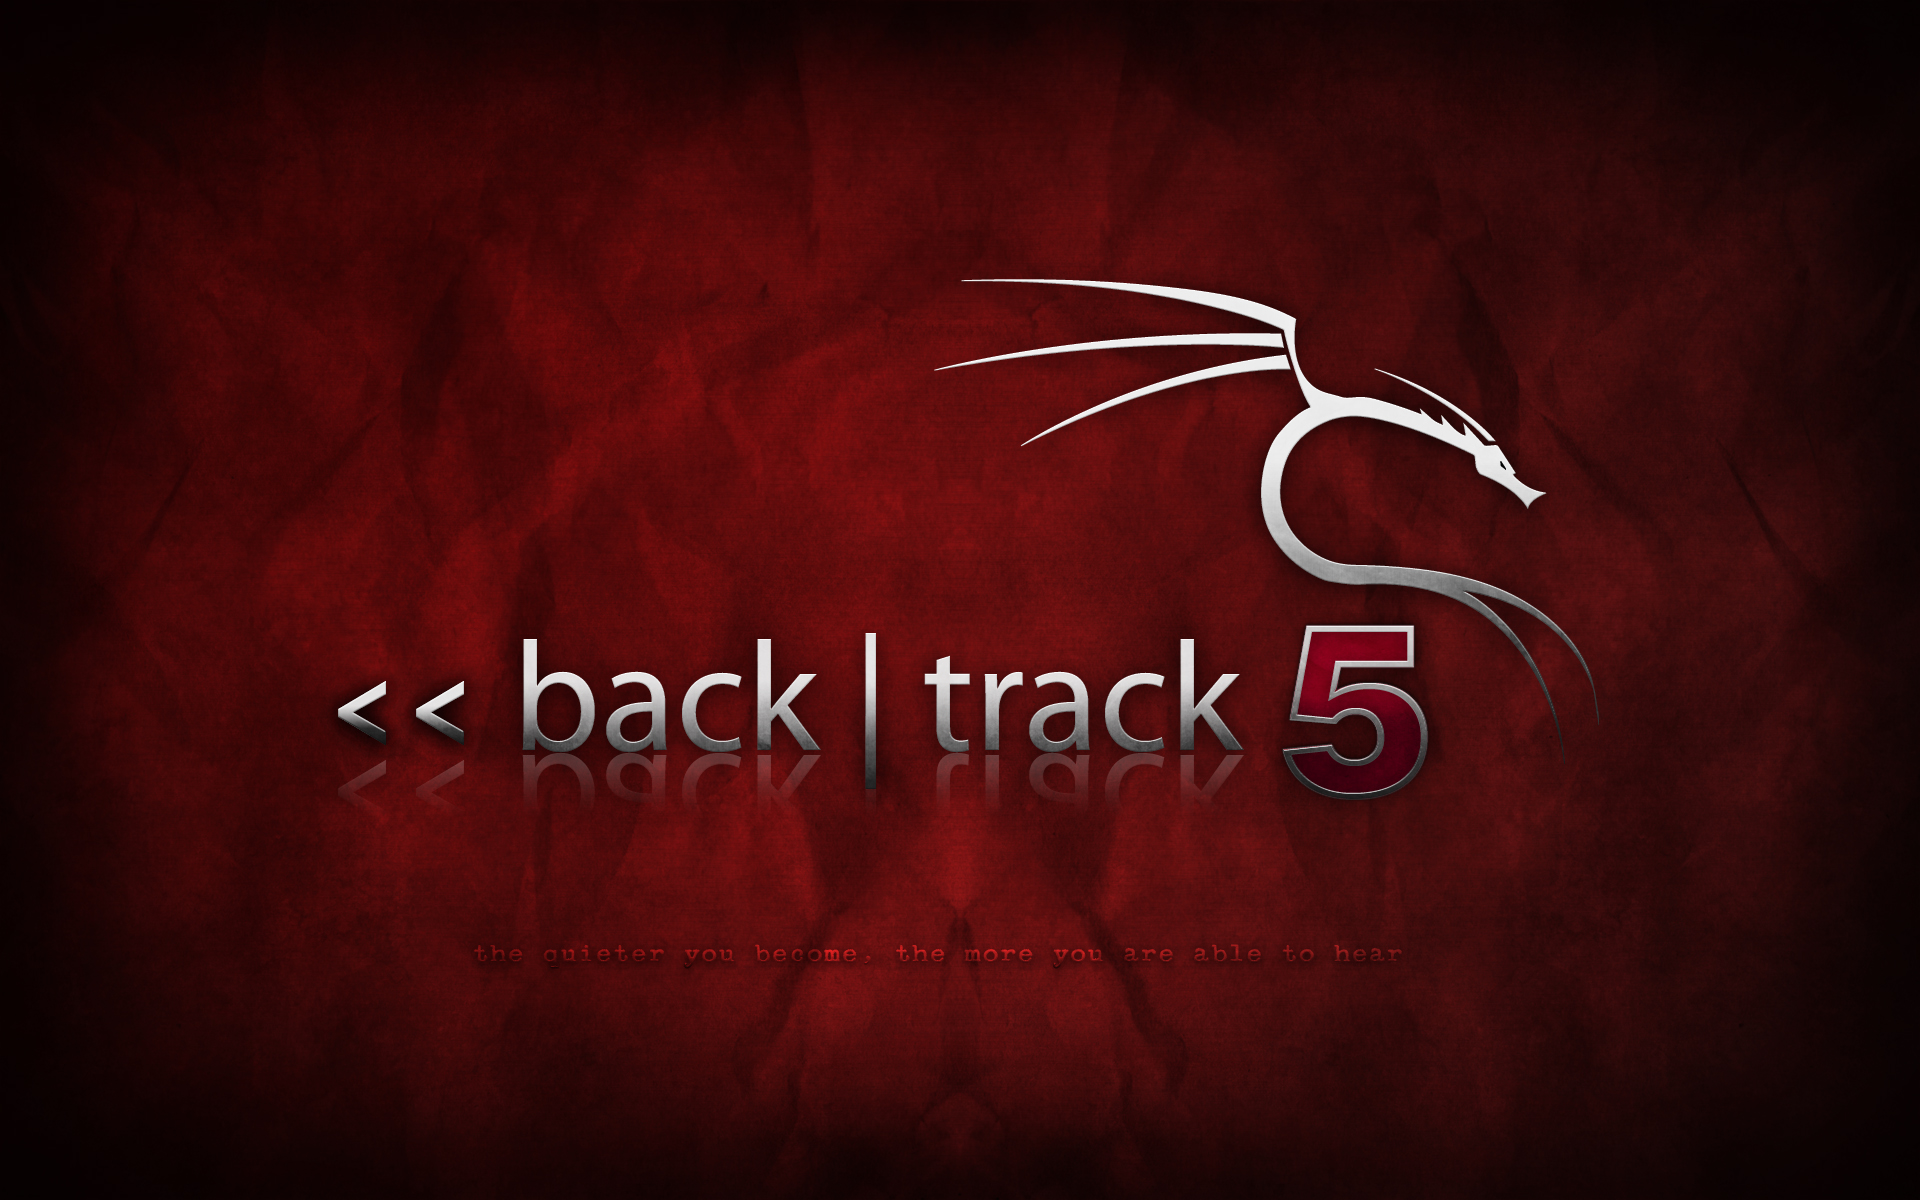 << back | track 5
the quieter you become, the more you are able to hear